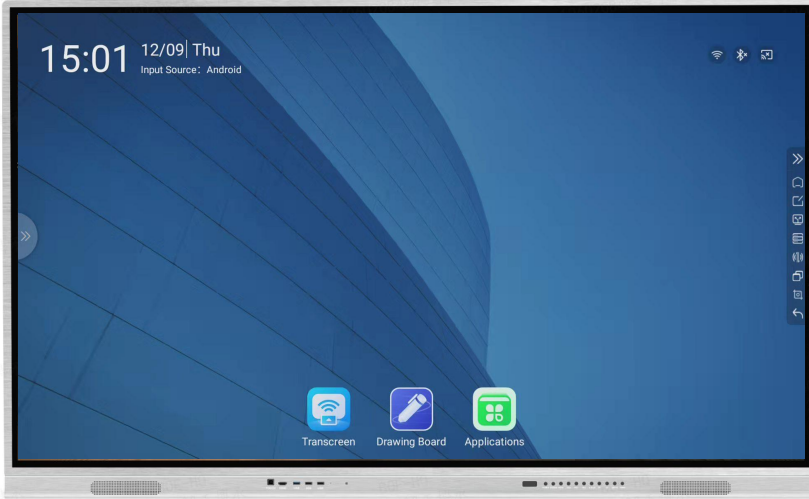 15:01
12/09 Thu
Input Source: Android
Transcreen
Drawing Board
Applications